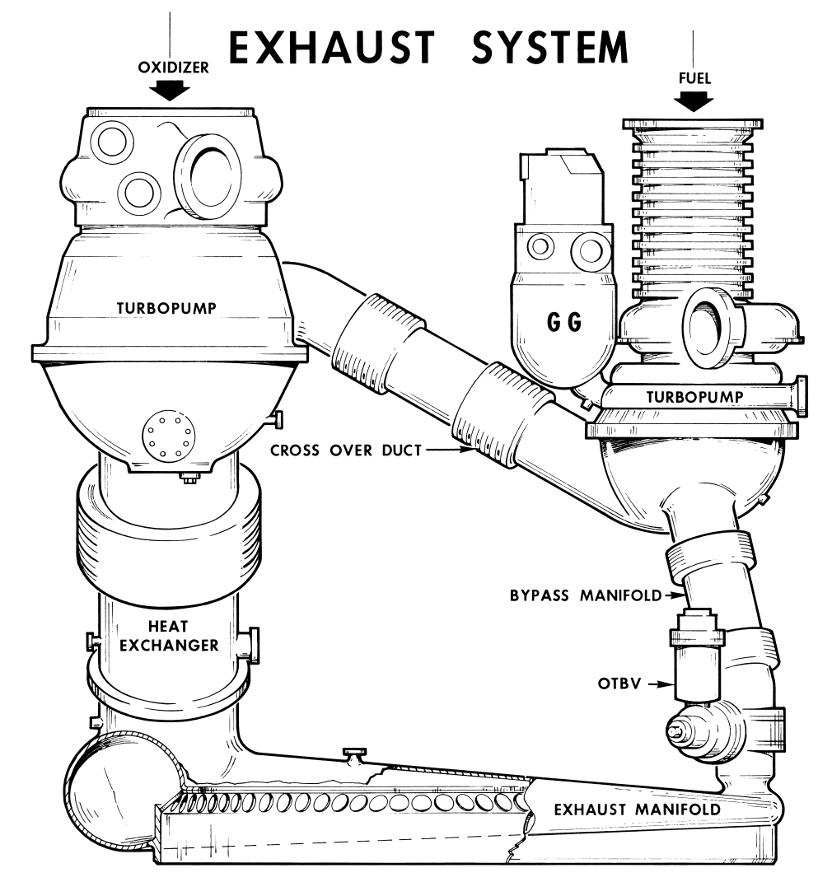 EXHAUST SYSTEM
OXIDIZER
FUEL
TURBOPUMP
GG
TURBOPUMP
CROSS OVER DUCT
BYPASS MANIFOLD
HEAT
EXCHANGER
OTBV
EXHAUST MANIFOLD